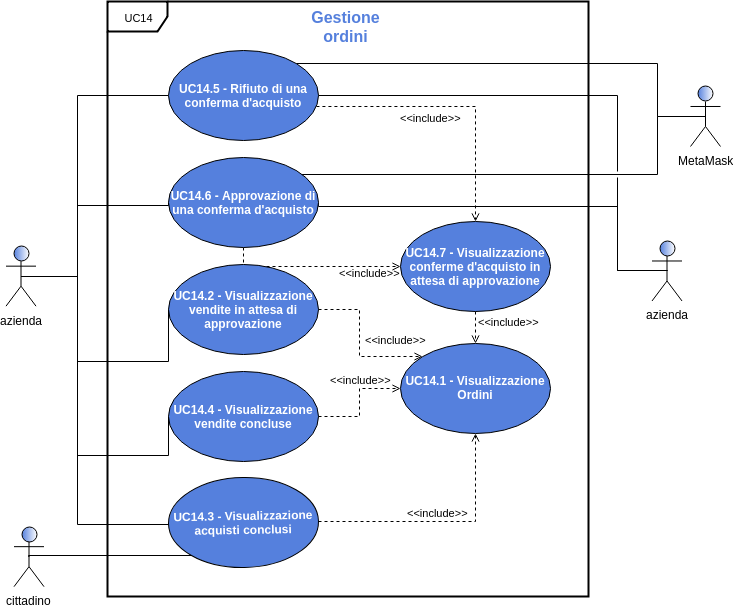 UC14
Gestione
ordini
UC14.5 - Rifiuto di una
conferma d'acquisto
<<include>>
MetaMask
UC14.6 - Approvazione di
una conferma d'acquisto
UC14.7 - Visualizzazione
conferme d'acquisto in
attesa di approvazione
<<include>>
azienda
azienda
UC14.2 - Visualizzazione
vendite in attesa di
approvazione
<<include>>
<<include>>
<<include>>
UC14.1 - Visualizzazione
Ordini
UC14.4 - Visualizzazione
vendite concluse
UC14.3 - Visualizzazione
acquisti conclusi
<<include>>
cittadino